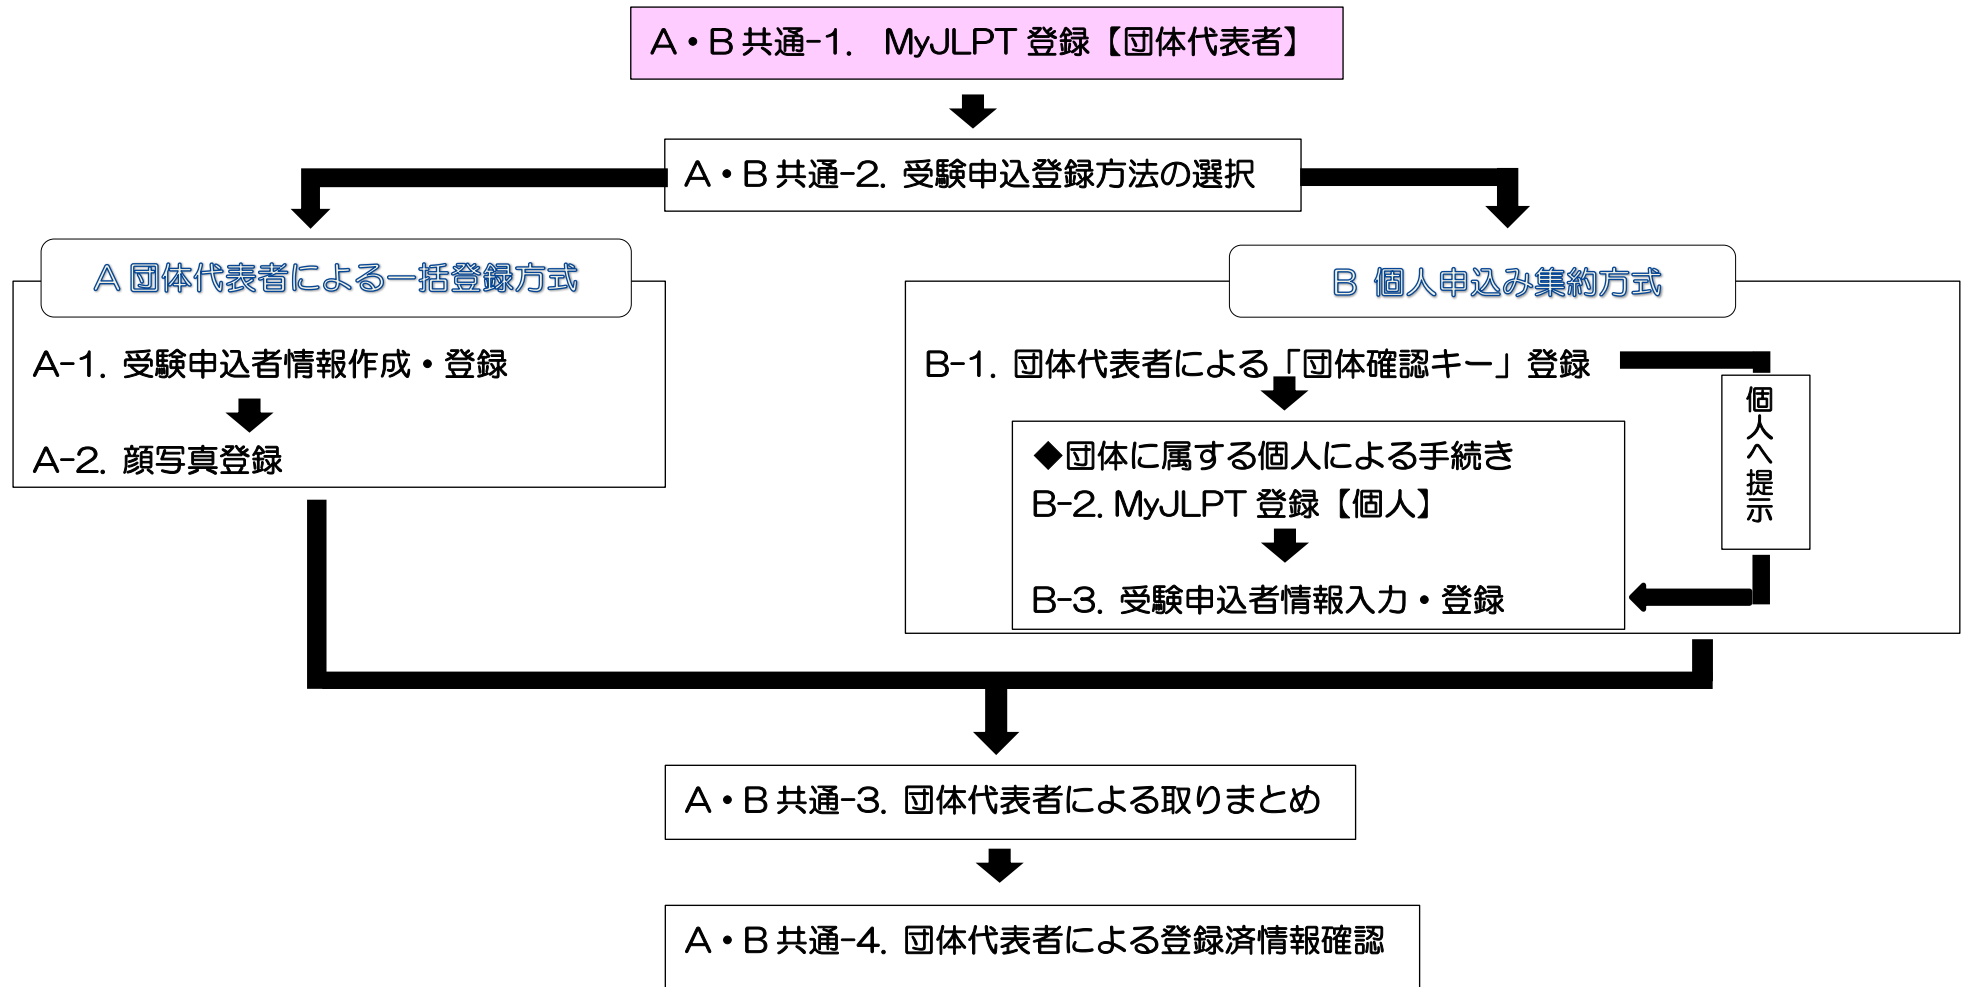 A・B共通-1. MyJLPT登録【団体代表者】
A・B共通-2. 受験申込登録方法の選択
A 団体代表者による一括登録方式
A-1. 受験申込者情報作成・登録
A-2. 顔写真登録
B 個人申込み集約方式
B-1. 団体代表者による「団体確認キー」登録
個人へ提示
◆団体に属する個人による手続き
B-2. MyJLPT登録【個人】
B-3. 受験申込者情報入力・登録
A・B共通-3. 団体代表者による取りまとめ
A・B共通-4. 団体代表者による登録済情報確認